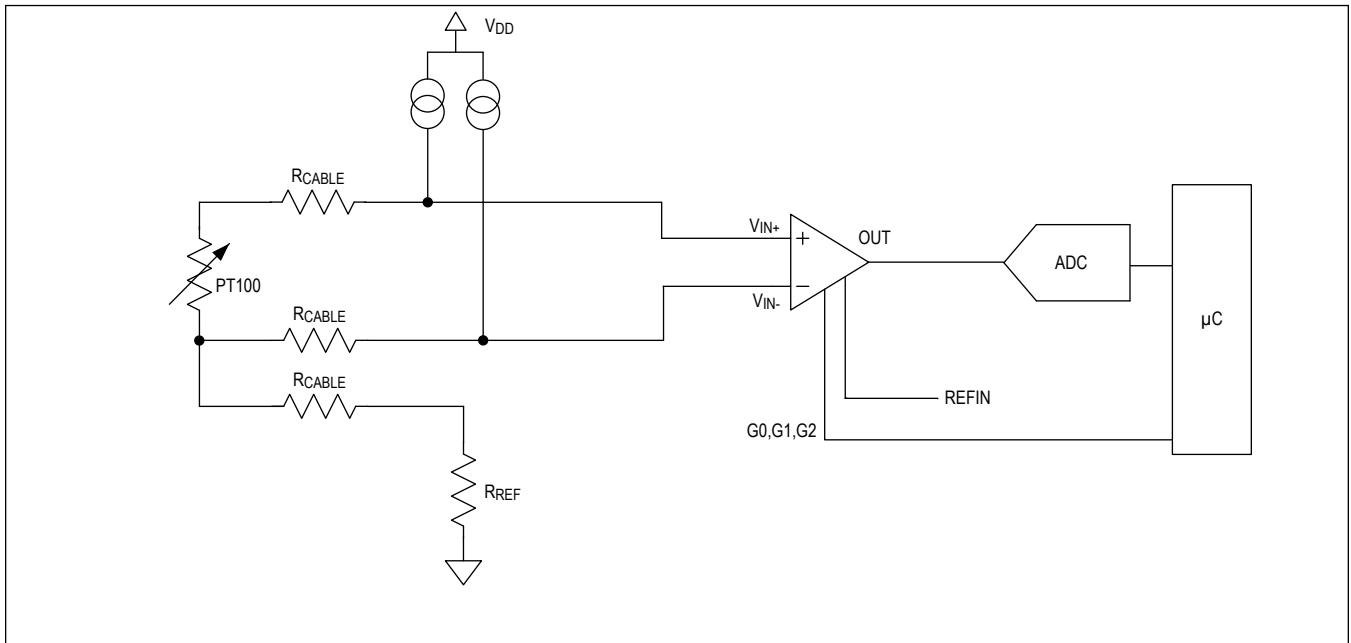 VDD
RCABLE
PT100
RCABLE
RCABLE
RREF
VIN+
VIN-
+
−
OUT
ADC
µC
REFIN
G0,G1,G2